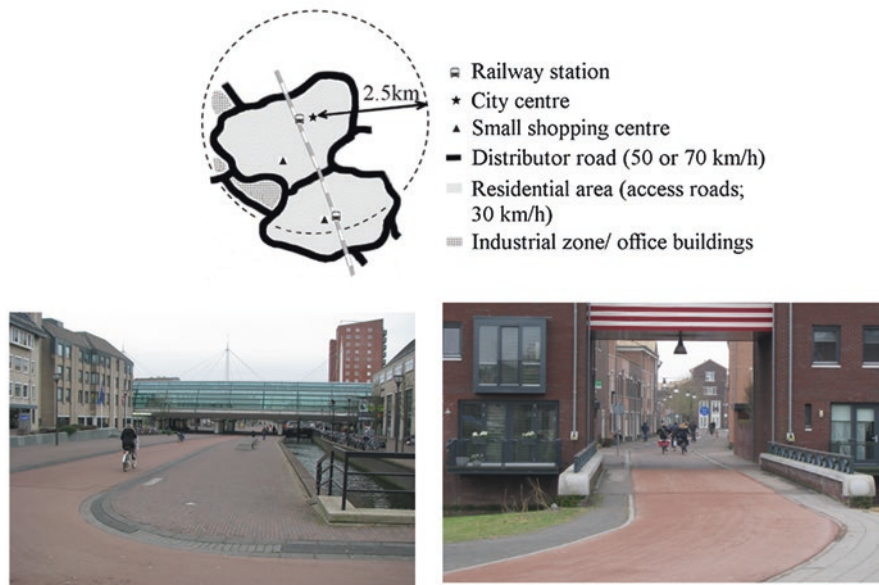 2.5km
Railway station
City centre
Small shopping centre
Distributor road (50 or 70 km/h)
Residential area (access roads;
30 km/h)
Industrial zone/ office buildings